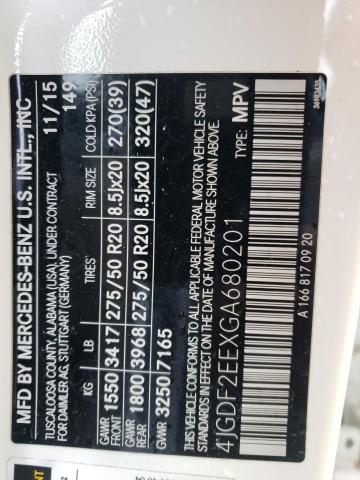 MFD BY MERCEDES-BENZ U.S. INTL., INC
TUSCALOOSA COUNTY, ALABAMA (USA), UNDER CONTRACT 11/15
FOR DAIMLER AG, STUTTGART (GERMANY) 149
KG LB TIRES RIM SIZE COLD KPA (PSI)
GAWR
FRONT 1550 3417 275/50 R20 8.5Jx20 270(39)
GAWR
REAR 1800 3968 275/50 R20 8.5Jx20 320(47)
GVWR 3250 7165
THIS VEHICLE CONFORMS TO ALL APPLICABLE FEDERAL MOTOR VEHICLE SAFETY
STANDARDS IN EFFECT ON THE DATE OF MANUFACTURE SHOWN ABOVE.
4JGDF2EEXGA680201 TYPE: MPV
A 166 817 09 20